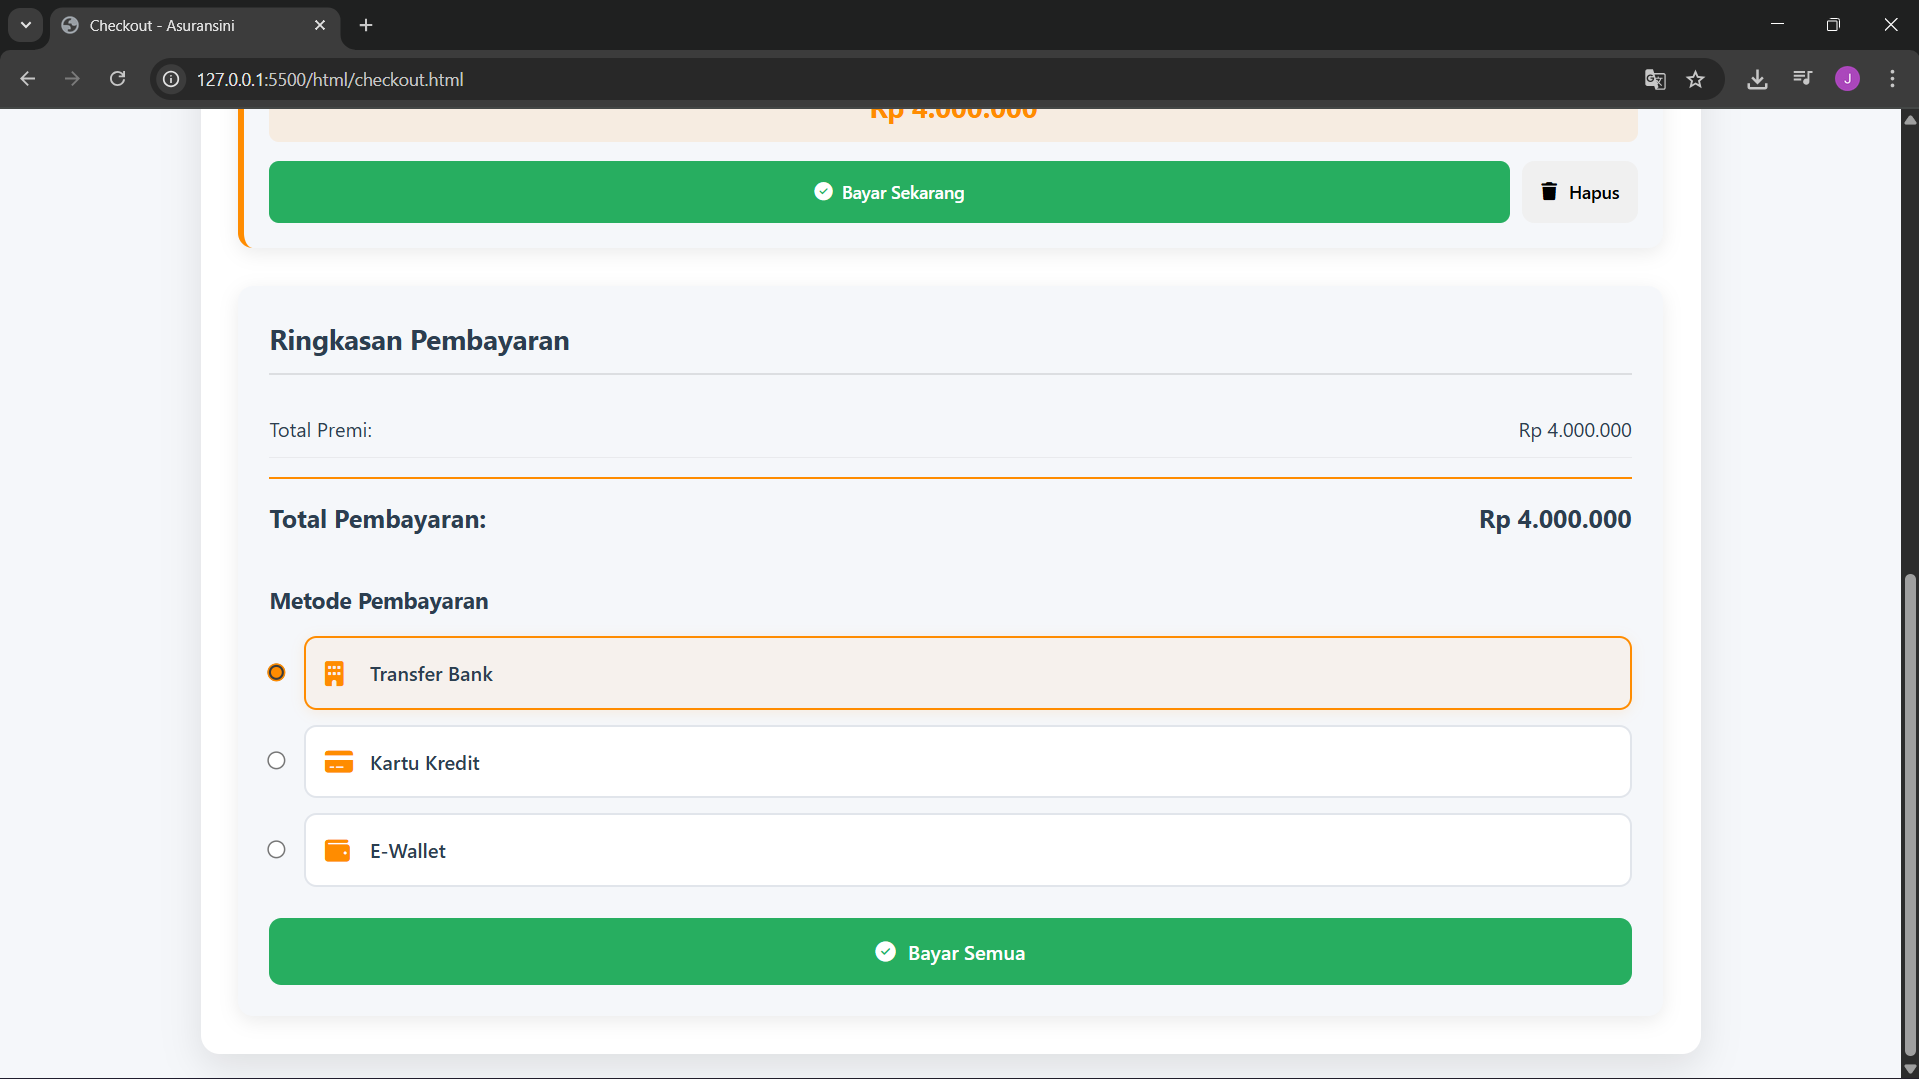 Checkout - Asuransini
127.0.0.1:5500/html/checkout.html
J
Rp 4.000.000
Bayar Sekarang
Hapus
Ringkasan Pembayaran
Total Premi:
Rp 4.000.000
Total Pembayaran:
Rp 4.000.000
Metode Pembayaran
Transfer Bank
Kartu Kredit
E-Wallet
Bayar Semua